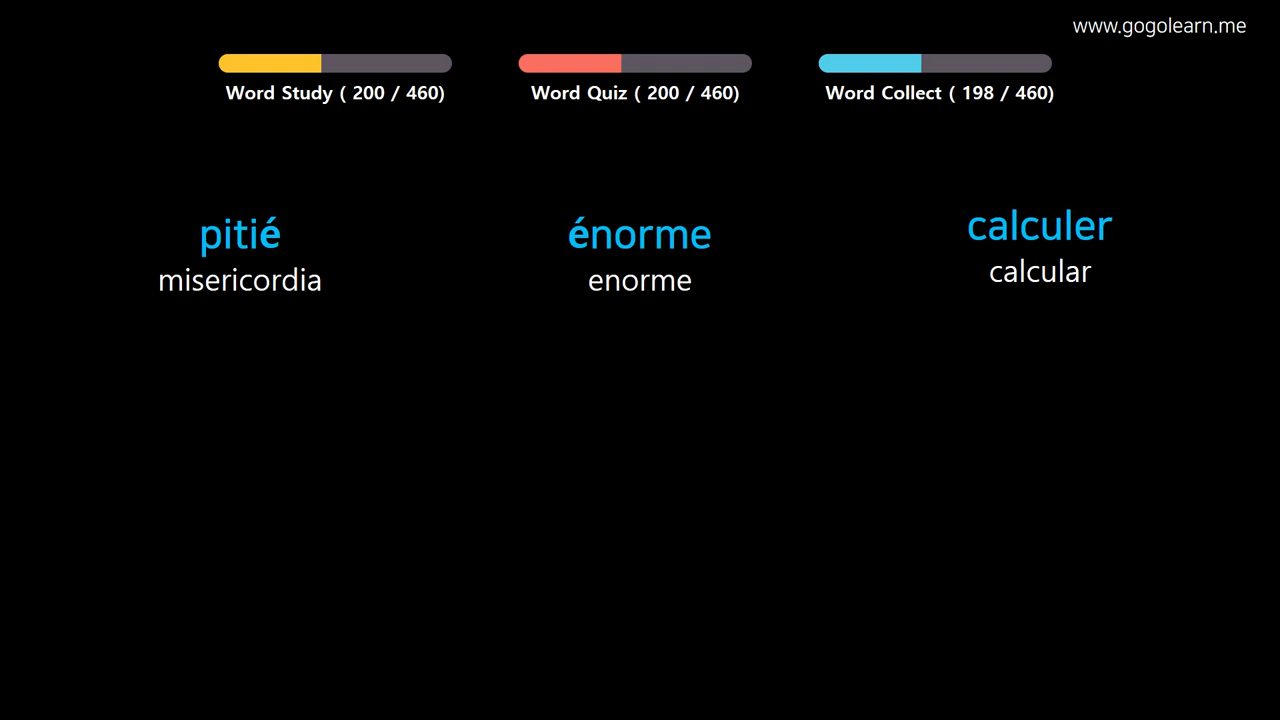 www.gogolearn.me
Word Study ( 200 / 460)
Word Quiz ( 200 / 460)
Word Collect ( 198 / 460)
pitié
misericordia
énorme
enorme
calculer
calcular